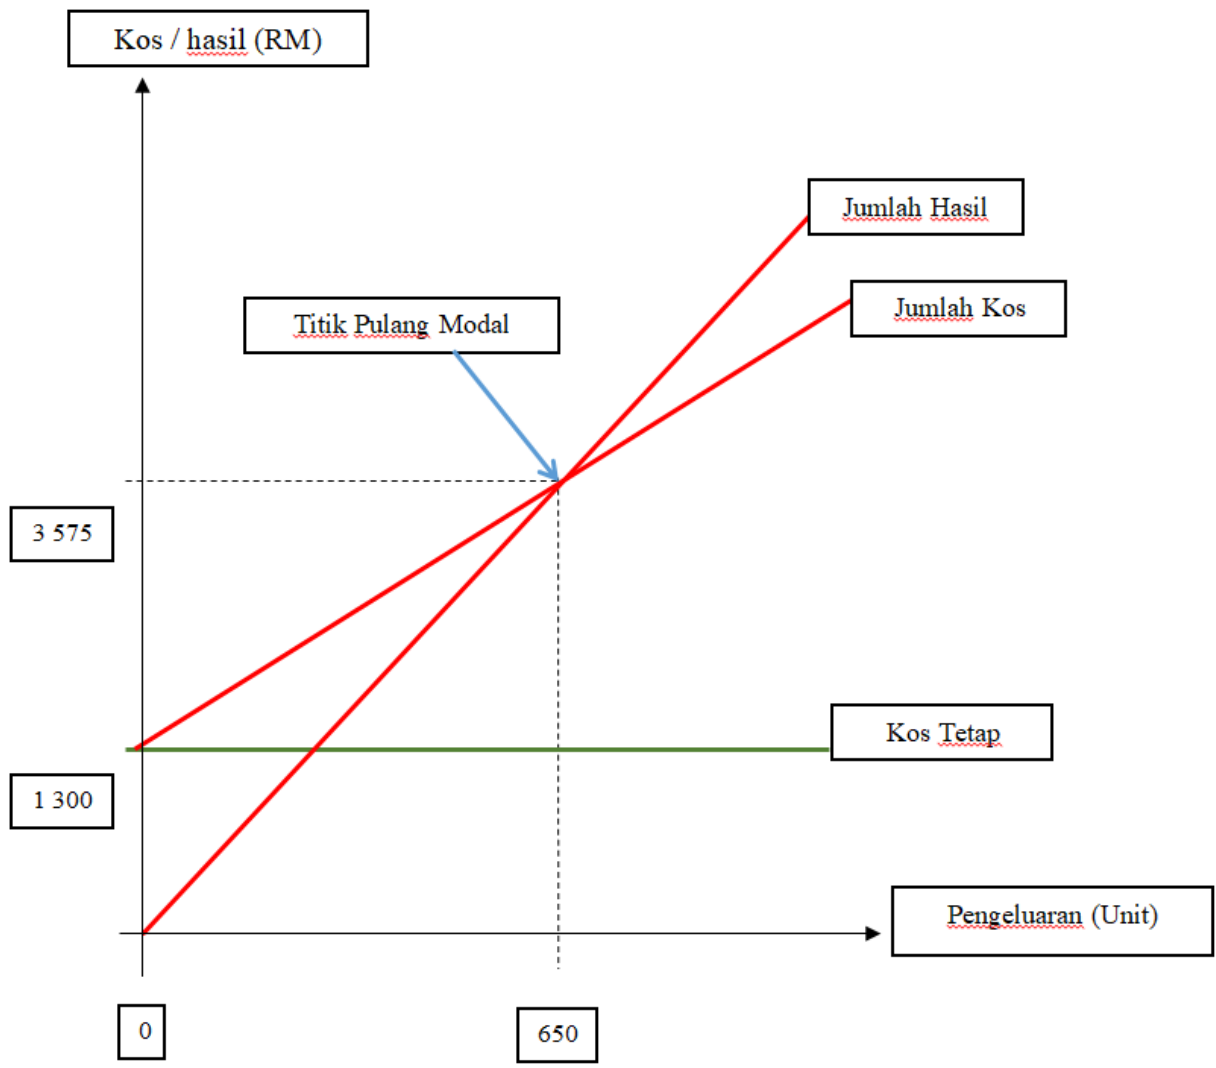 Kos / hasil (RM)
Jumlah Hasil
Jumlah Kos
Titik Pulang Modal
3 575
Kos Tetap
1 300
Pengeluaran (Unit)
0
650